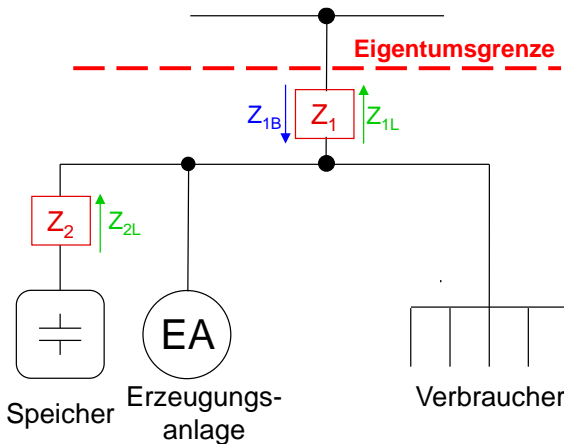 Eigentumsgrenze
Z1B Z1 Z1L
Z2 Z2L
EA
Speicher
Erzeugungs-
anlage
Verbraucher